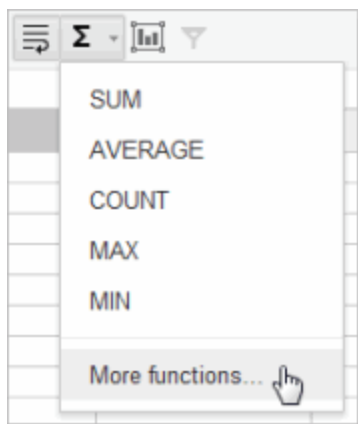 Σ
SUM
AVERAGE
COUNT
MAX
MIN
More functions...